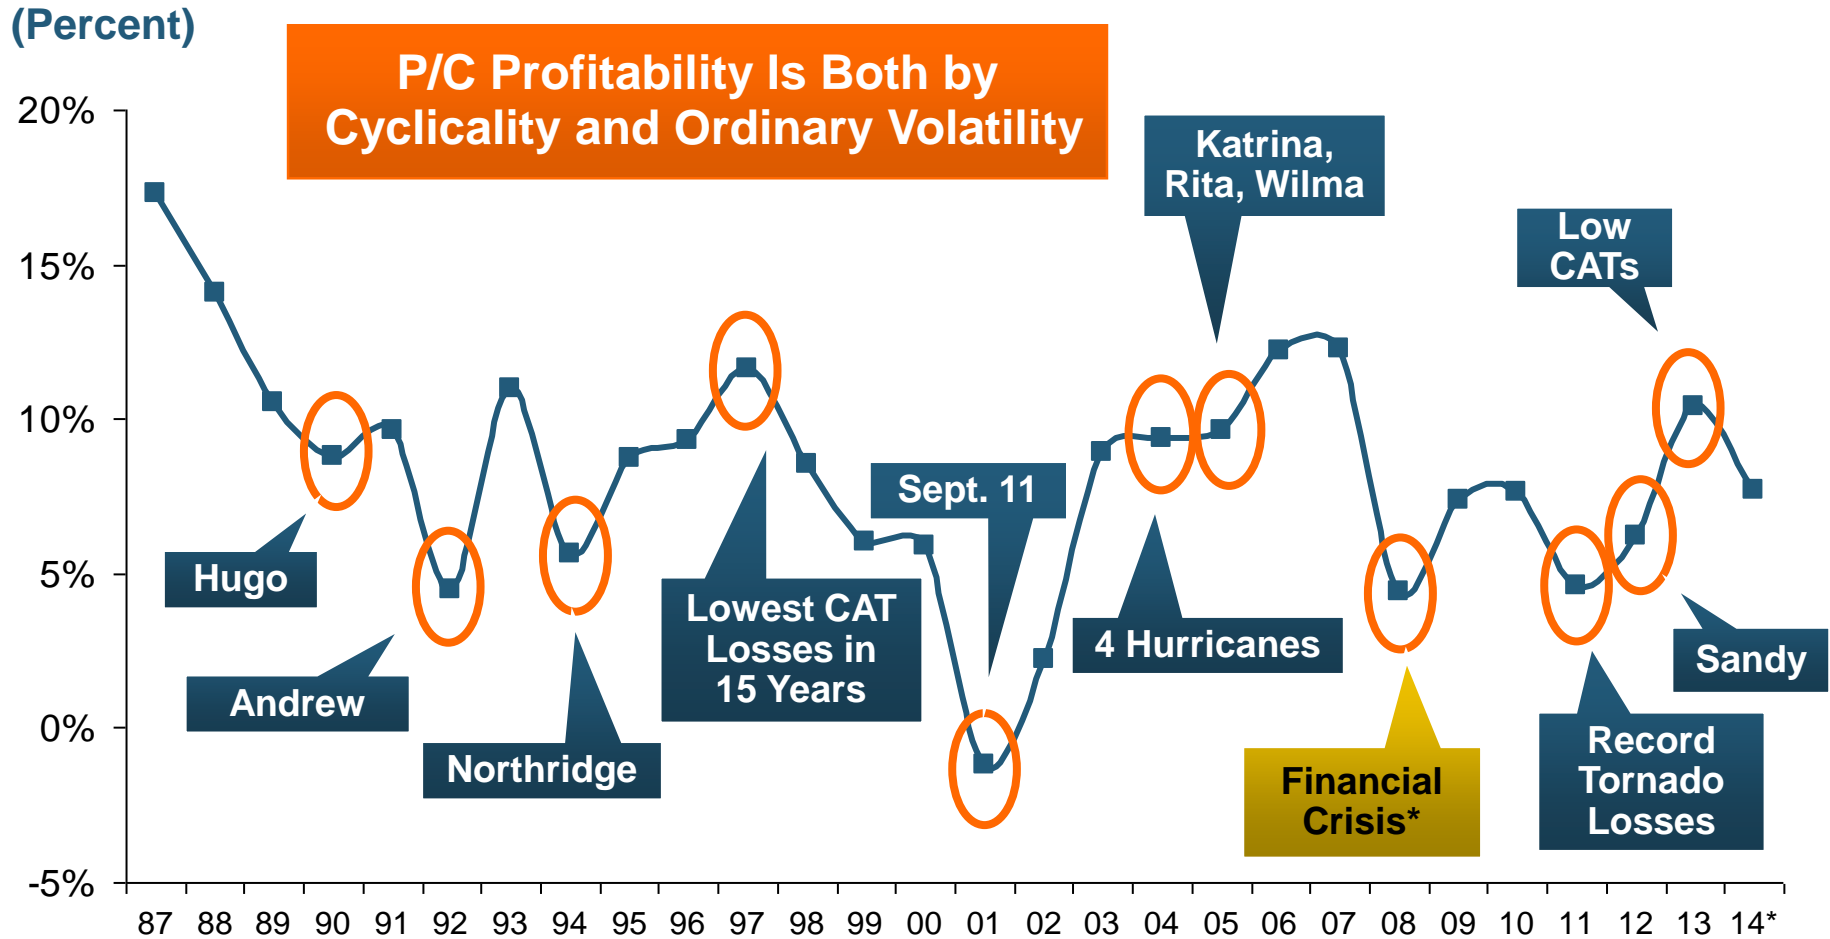 (Percent)
P/C Profitability Is Both by
Cyclicality and Ordinary Volatility
20%
15%
10%
5%
0%
-5%
Katrina,
Rita, Wilma
Low
CATs
Sept. 11
Hugo
Lowest CAT
Losses in
15 Years
4 Hurricanes
Sandy
Andrew
Northridge
Financial
Crisis*
Record
Tornado
Losses
87 88 89 90 91 92 93 94 95 96 97 98 99 00 01 02 03 04 05 06 07 08 09 10 11 12 13 14*